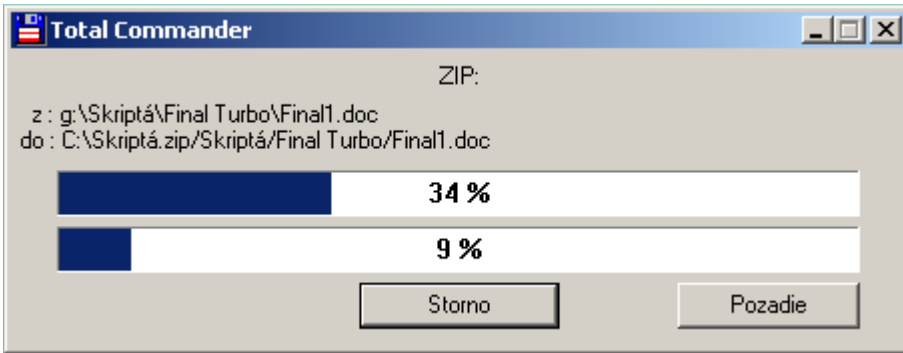 Total Commander
ZIP:
z : g:\Skriptá\Final Turbo\Final1.doc
do : C:\Skriptá.zip/Skriptá/Final Turbo/Final1.doc
34 %
9 %
Storno Pozadie